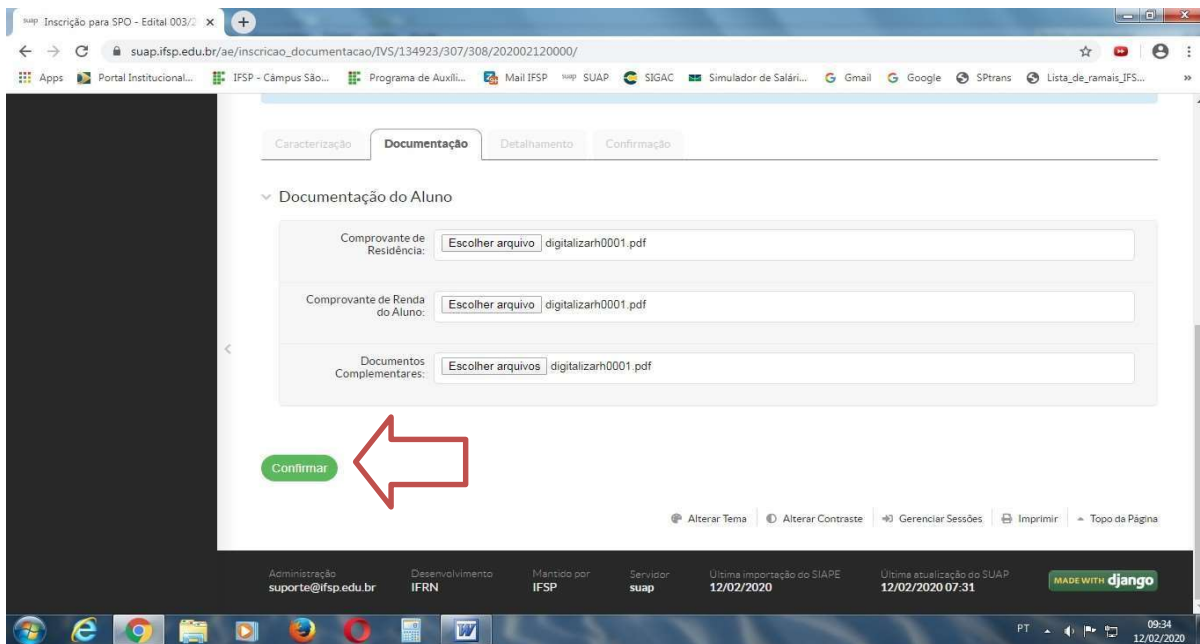 suap Inscrição para SPO - Edital 003/2
suap.ifsp.edu.br/ae/inscricao_documentacao/IVS/134923/307/308/202002120000/
Apps Portal Institucional... IFSP - Câmpus São... Programa de Auxíli... Mail IFSP suap SUAP SIGAC Simulador de Salári... Gmail Google SPtrans Lista_de_ramais_IFS... »
Caracterização Documentação Detalhamento Confirmação
Documentação do Aluno
Comprovante de
Residência:
Escolher arquivo digitalizarh0001.pdf
Comprovante de Renda
do Aluno:
Escolher arquivo digitalizarh0001.pdf
Documentos
Complementares:
Escolher arquivos digitalizarh0001.pdf
Confirmar
Alterar Tema Alterar Contraste Gerenciar Sessões Imprimir Topo da Página
Administração Desenvolvimento Mantido por Servidor Última importação do SIAPE Última atualização do SUAP
suporte@ifsp.edu.br IFRN IFSP suap 12/02/2020 12/02/2020 07:31
MADE WITH django
PT 09:34
12/02/2020